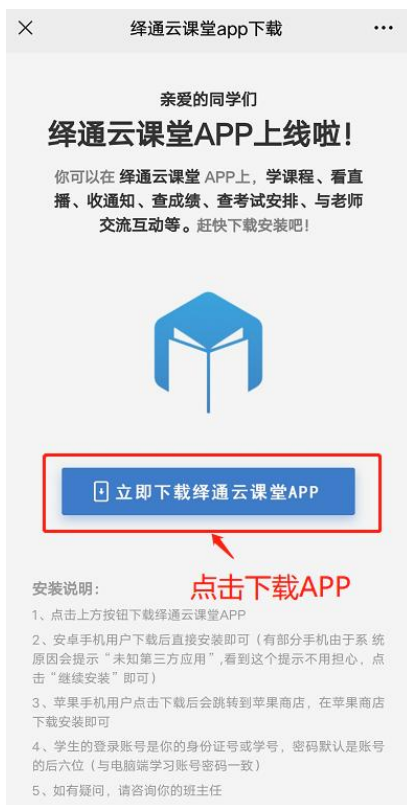 绎通云课堂app下载
亲爱的同学们
绎通云课堂APP上线啦!
你可以在 绎通云课堂 APP上，学课程、看直
播、收通知、查成绩、查考试安排、与老师
交流互动等。赶快下载安装吧!
立即下载绎通云课堂APP
点击下载APP
安装说明：
1、点击上方按钮下载绎通云课堂APP
2、安卓手机用户下载后直接安装即可（有部分手机由于系 统
原因会提示“未知第三方应用”,看到这个提示不用担心，点
击“继续安装”即可）
3、苹果手机用户点击下载后会跳转到苹果商店，在苹果商店
下载安装即可
4、学生的登录账号是你的身份证号或学号，密码默认是账号
的后六位（与电脑端学习账号密码一致）
5、如有疑问，请咨询你的班主任